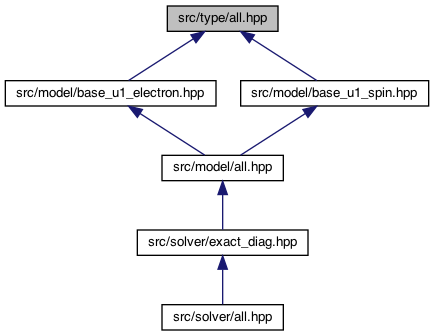 src/type/all.hpp
src/model/base_u1_electron.hpp
src/model/base_u1_spin.hpp
src/model/all.hpp
src/solver/exact_diag.hpp
src/solver/all.hpp